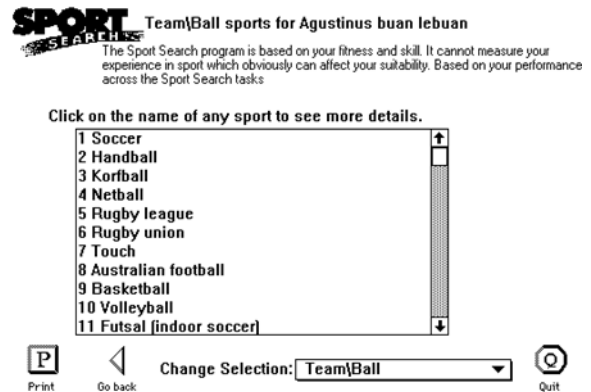 SPORT
SEARCH
Team\Ball sports for Agustinus buan lebuan
The Sport Search program is based on your fitness and skill. It cannot measure your
experience in sport which obviously can affect your suitability. Based on your performance
across the Sport Search tasks
Click on the name of any sport to see more details.
1 Soccer
2 Handball
3 Korfball
4 Netball
5 Rugby league
6 Rugby union
7 Touch
8 Australian football
9 Basketball
10 Volleyball
11 Futsal (indoor soccer)
P
Print
Go back
Change Selection: Team\Ball
Q
Quit